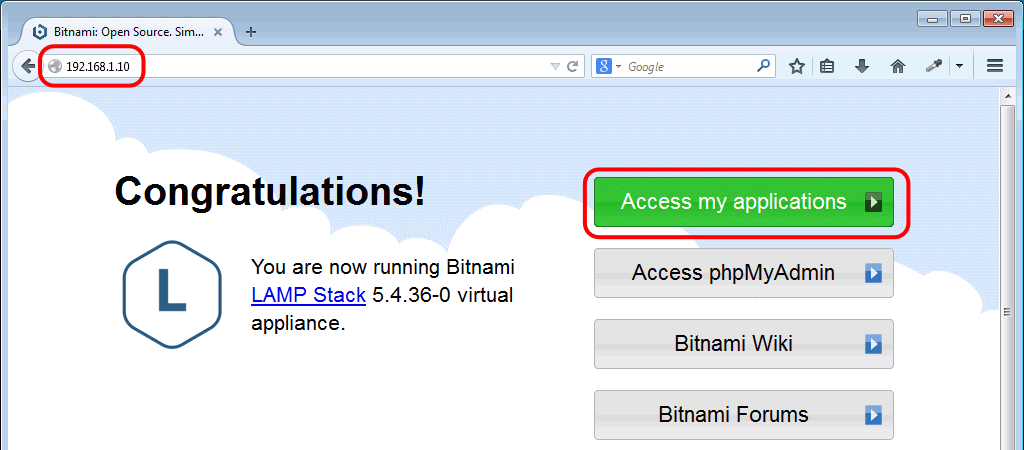 Bitnami: Open Source. Sim...
192.168.1.10
Google
Congratulations!
L
You are now running Bitnami
LAMP Stack 5.4.36-0 virtual
appliance.
Access my applications
Access phpMyAdmin
Bitnami Wiki
Bitnami Forums